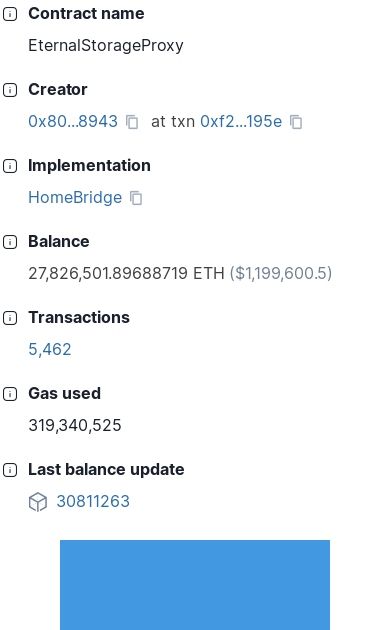 Contract name
EternalStorageProxy
Creator
0x80...8943 at txn 0xf2...195e
Implementation
HomeBridge
Balance
27,826,501.89688719 ETH ($1,199,600.5)
Transactions
5,462
Gas used
319,340,525
Last balance update
30811263